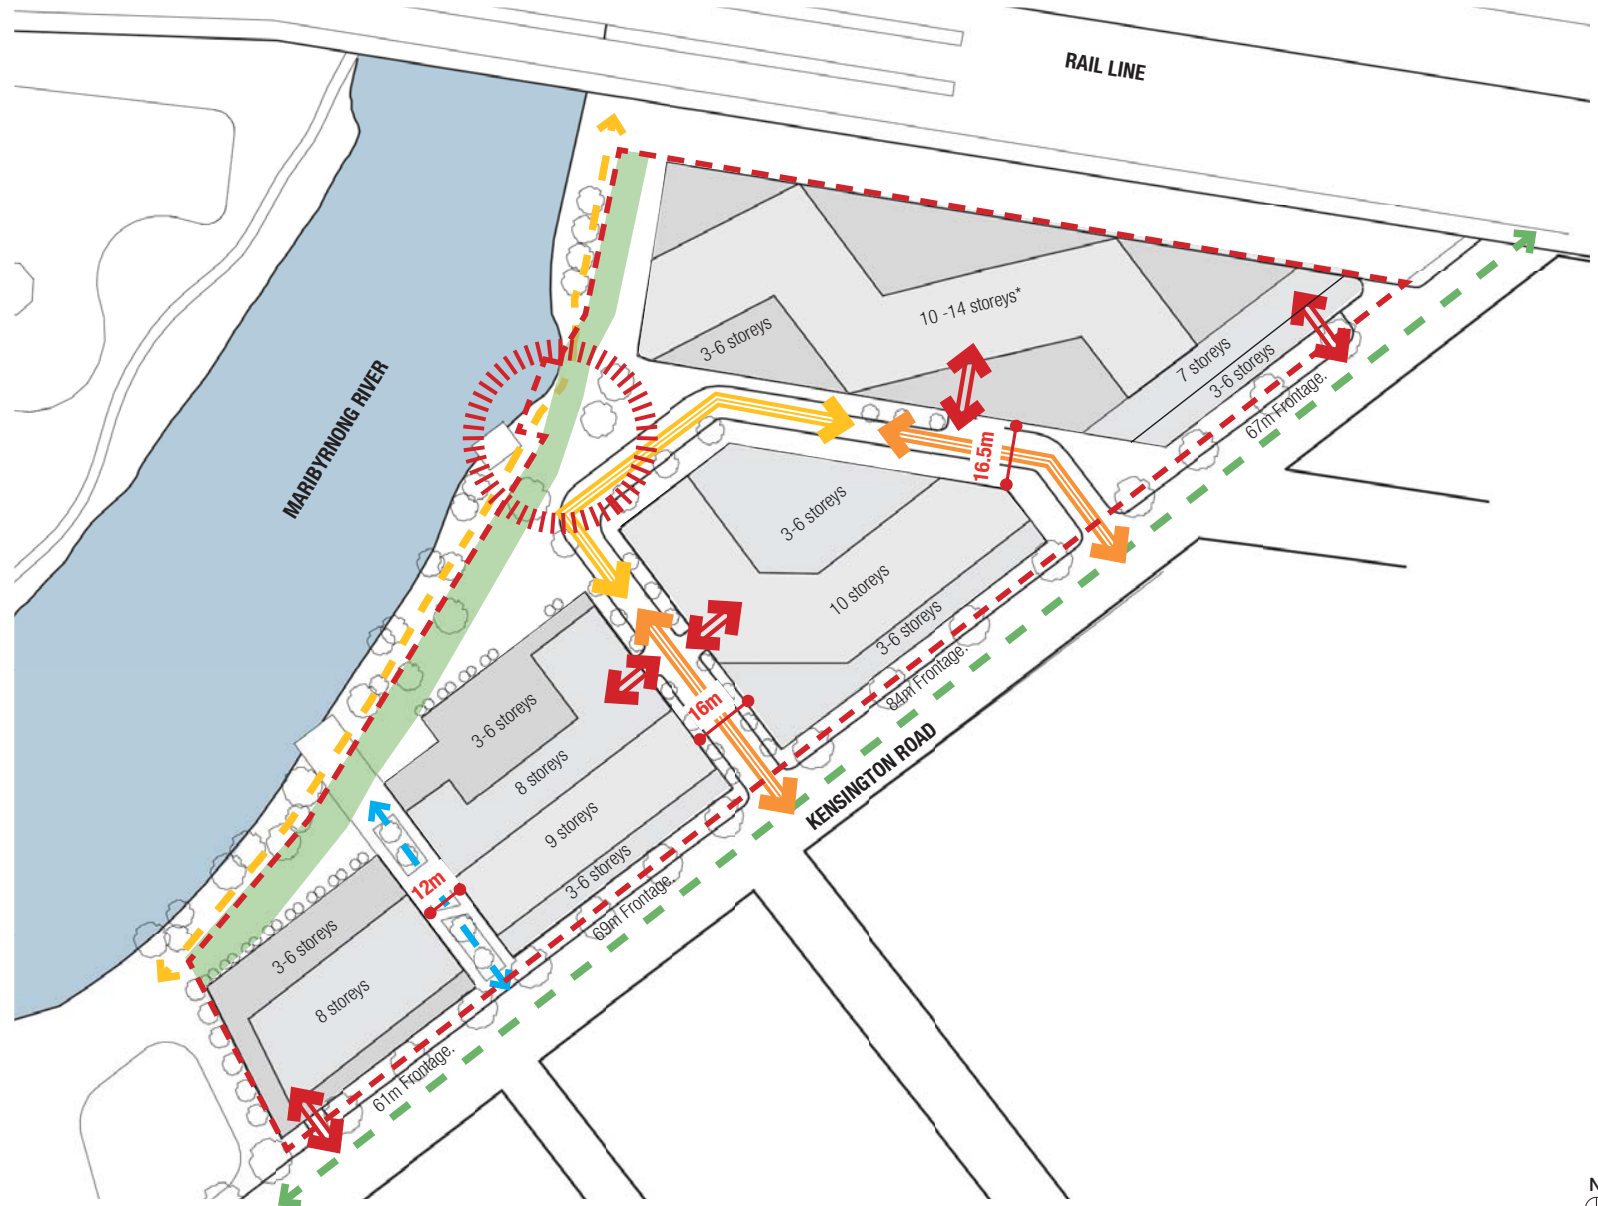 RAIL LINE
10 -14 storeys*
3-6 storeys
7 storeys
3-6 storeys
67m Frontage.
MARIBYRNONG RIVER
16.5m
3-6 storeys
10 storeys
3-6 storeys
84m Frontage.
16m
3-6 storeys
8 storeys
KENSINGTON ROAD
9 storeys
3-6 storeys
69m Frontage.
12m
3-6 storeys
8 storeys
61m Frontage.
N